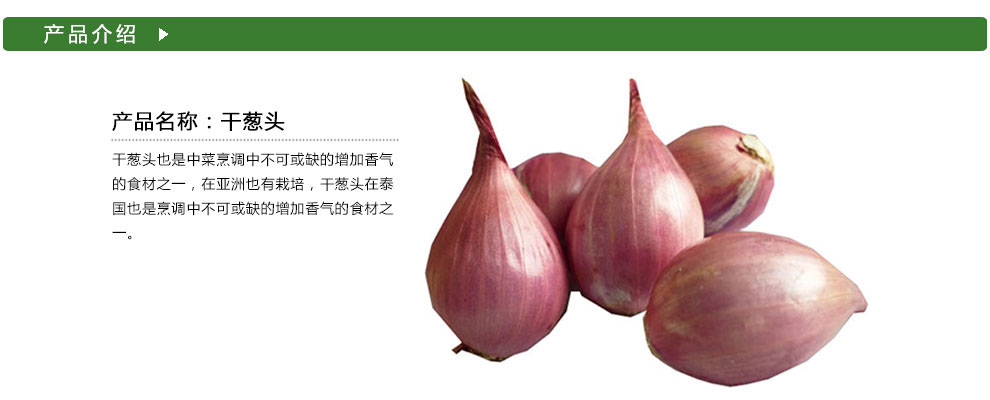 产品介绍
产品名称：干葱头
干葱头也是中菜烹调中不可或缺的增加香气
的食材之一，在亚洲也有栽培，干葱头在泰
国也是烹调中不可或缺的增加香气的食材之
一。